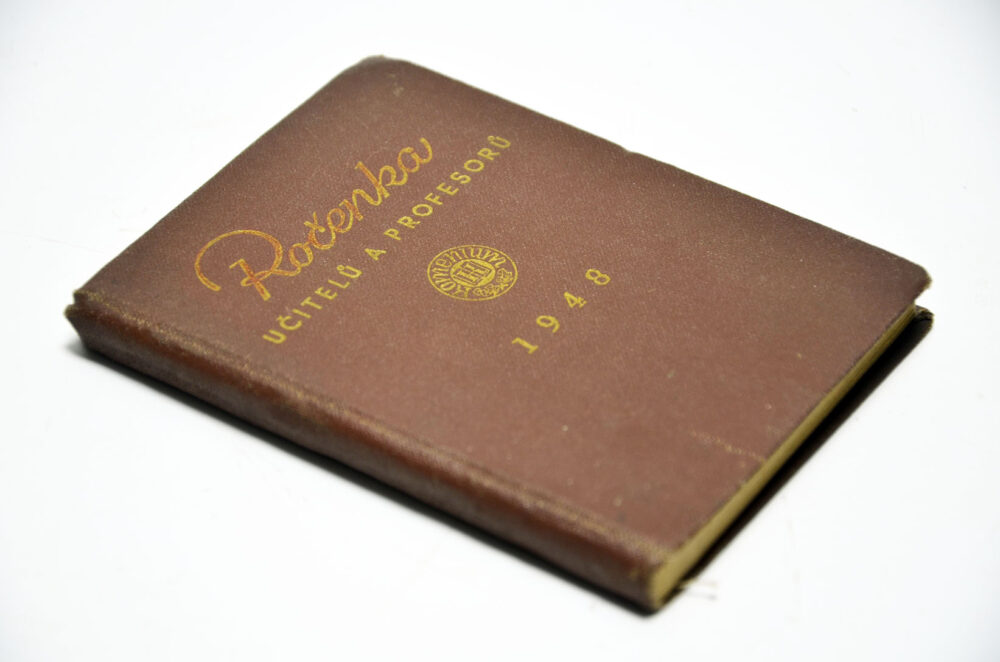 Ročenka
UČITELŮ A PROFESORŮ
Komenium
1948